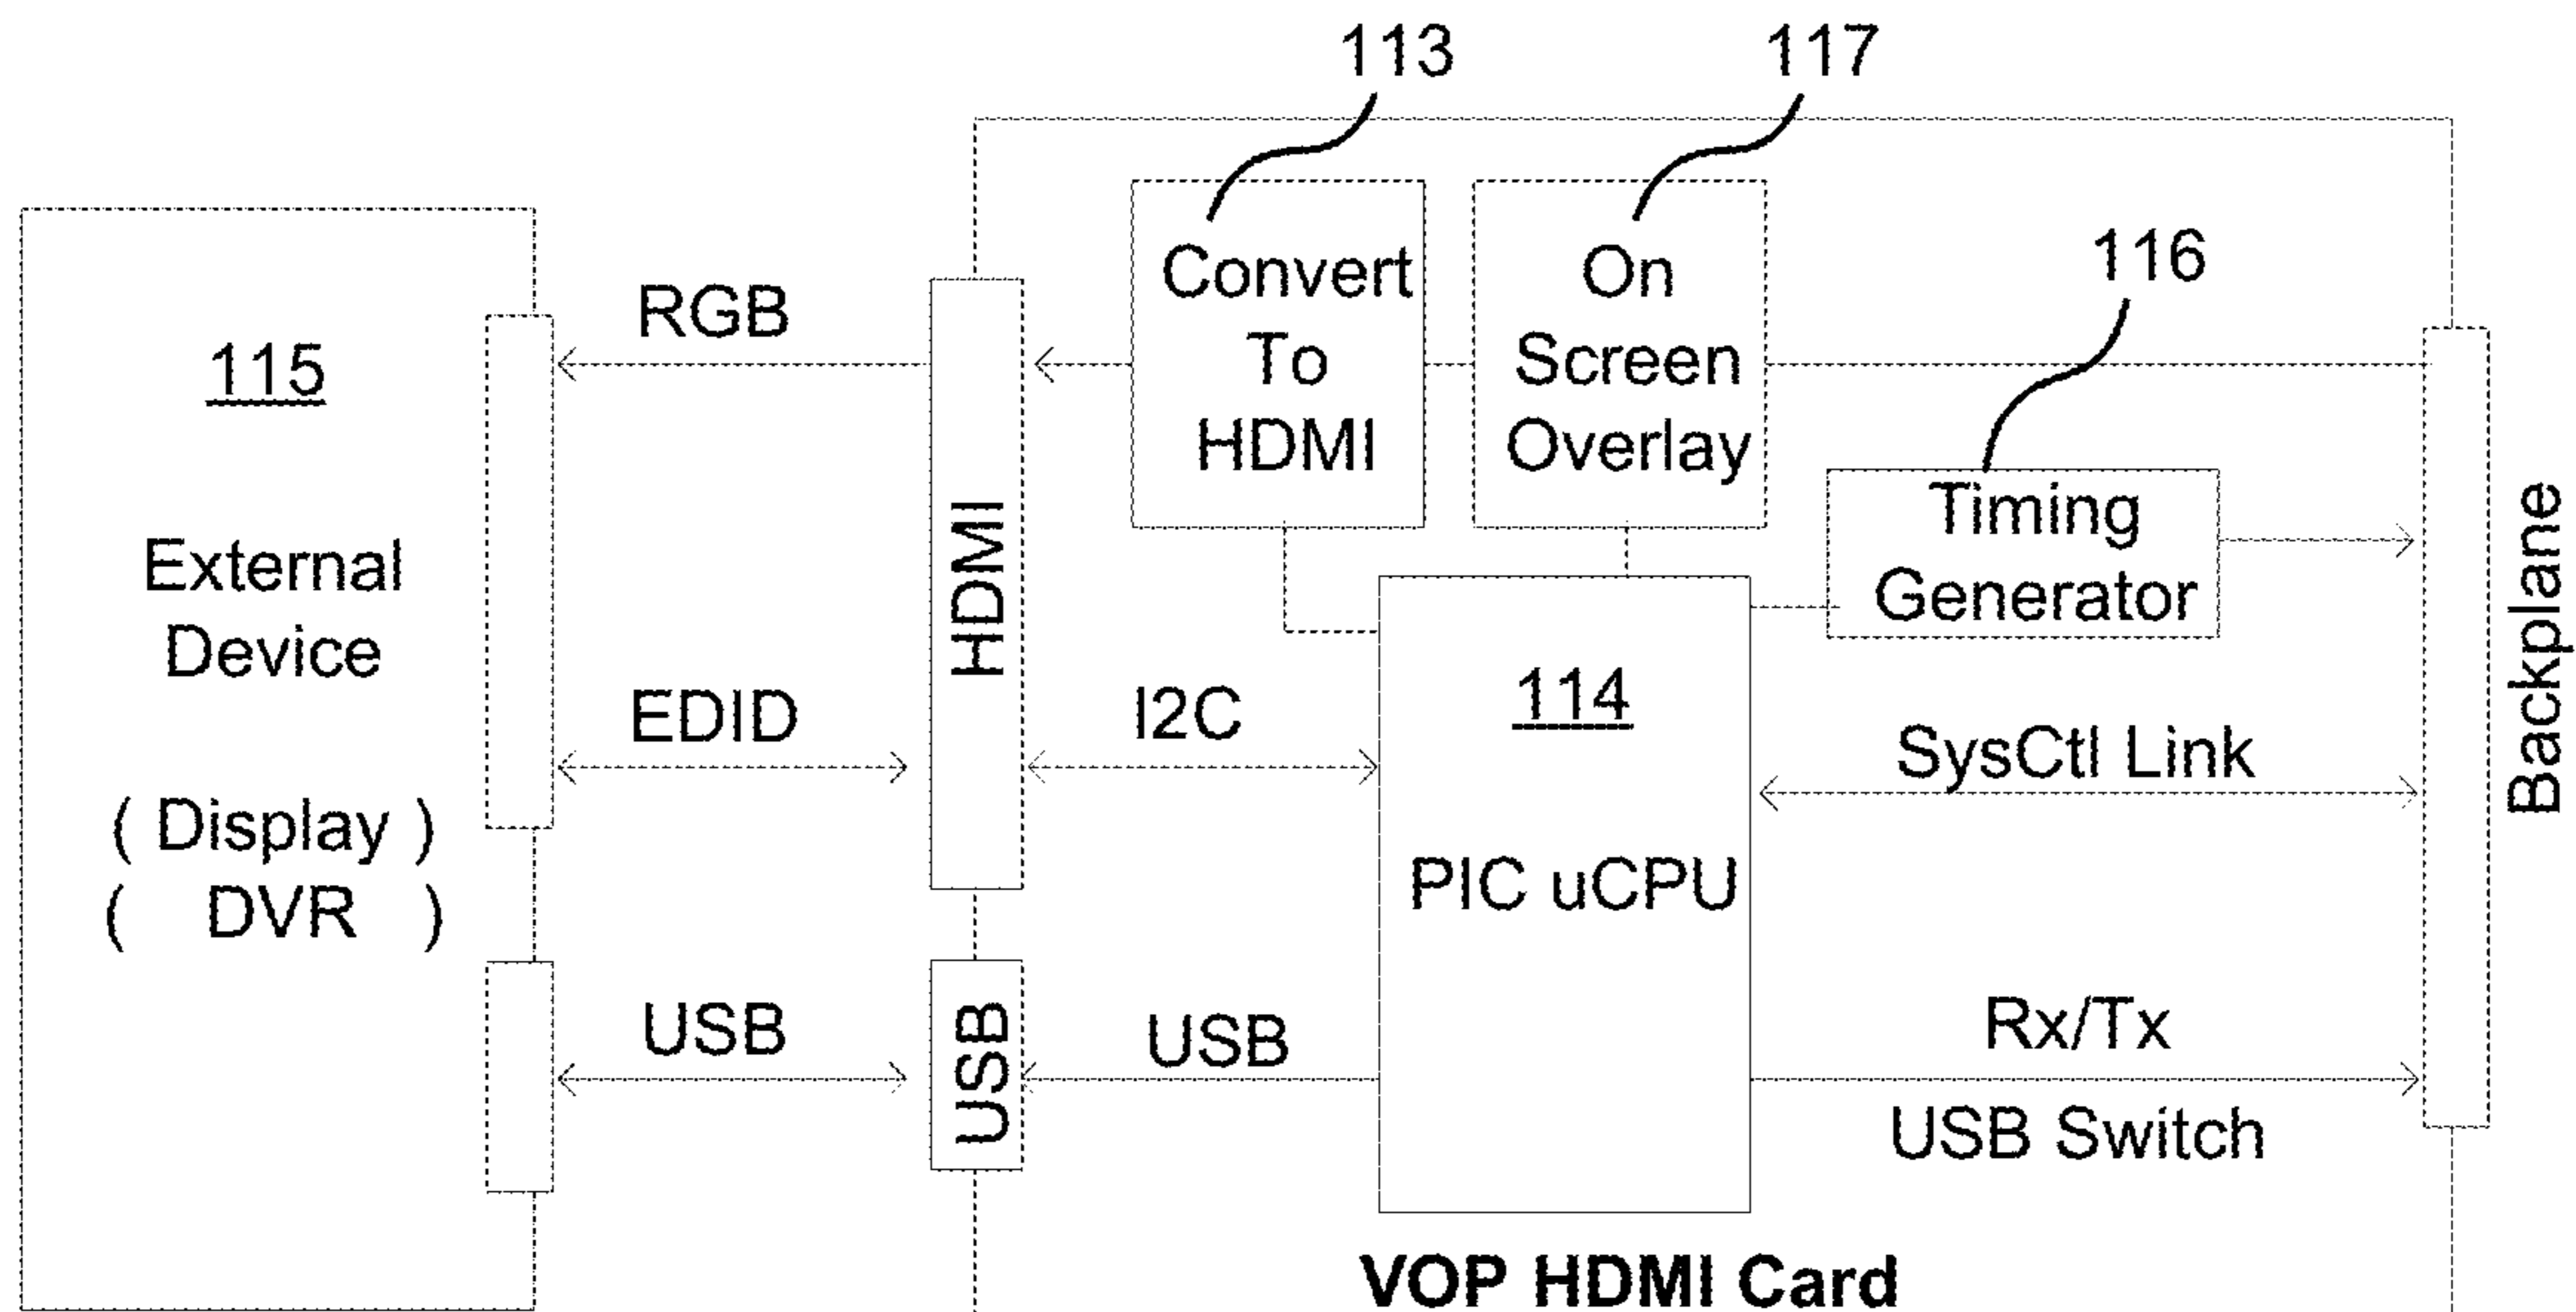 113
117
116
115
External
Device
( Display )
( DVR )
RGB
EDID
USB
HDMI
USB
Convert
To
HDMI
On
Screen
Overlay
Timing
Generator
I2C
USB
114
PIC uCPU
SysCtl Link
Rx/Tx
USB Switch
Backplane
VOP HDMI Card